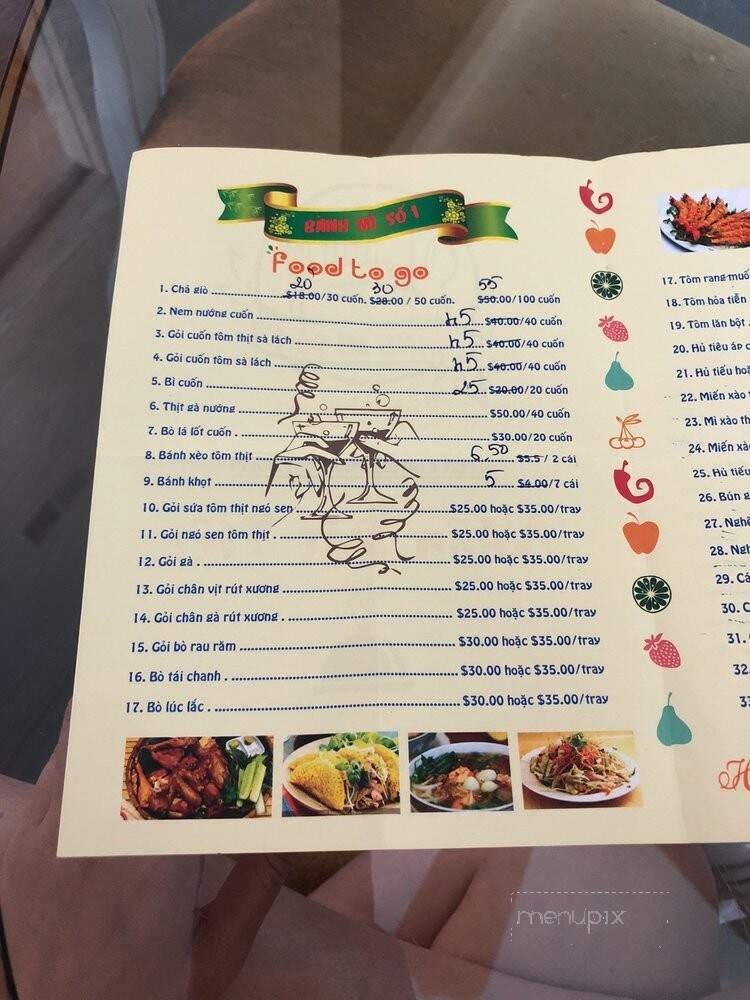 BÁNH MÌ SỐ 1
Food to go
20 30 55
1. Chả giò $18.00/30 cuốn. $28.00 / 50 cuốn. $50.00/100 cuốn
2. Nem nướng cuốn 45 $40.00/40 cuốn
3. Gỏi cuốn tôm thịt sà lách 45 $40.00/40 cuốn
4. Gỏi cuốn tôm sà lách 45 $40.00/40 cuốn
5. Bì cuốn 25 $20.00/20 cuốn
6. Thịt gà nướng $50.00/40 cuốn
7. Bò lá lốt cuốn . $30.00/20 cuốn
8. Bánh xèo tôm thịt 6.50 $5.5 / 2 cái
9. Bánh khọt 5 $4.00/7 cái
10. Gỏi sứa tôm thịt ngó sen $25.00 hoặc $35.00/tray
11. Gỏi ngó sen tôm thịt . $25.00 hoặc $35.00/tray
12. Gỏi gà . $25.00 hoặc $35.00/tray
13. Gỏi chân vịt rút xương $25.00 hoặc $35.00/tray
14. Gỏi chân gà rút xương . $25.00 hoặc $35.00/tray
15. Gỏi bò rau răm $30.00 hoặc $35.00/tray
16. Bò tái chanh . $30.00 hoặc $35.00/tray
17. Bò lúc lắc . $30.00 hoặc $35.00/tray
17. Tôm rang muố
18. Tôm hỏa tiễn
19. Tôm lăn bột .
20. Hủ tiếu áp c
21. Hủ tiếu hoặ
22. Miến xào t
23. Mì xào th
24. Miến xà
25. Hủ tiếu
26. Bún g
27. Nghê
28. Ngh
29. Cá
30. C
31.
32.
33
H
menupix